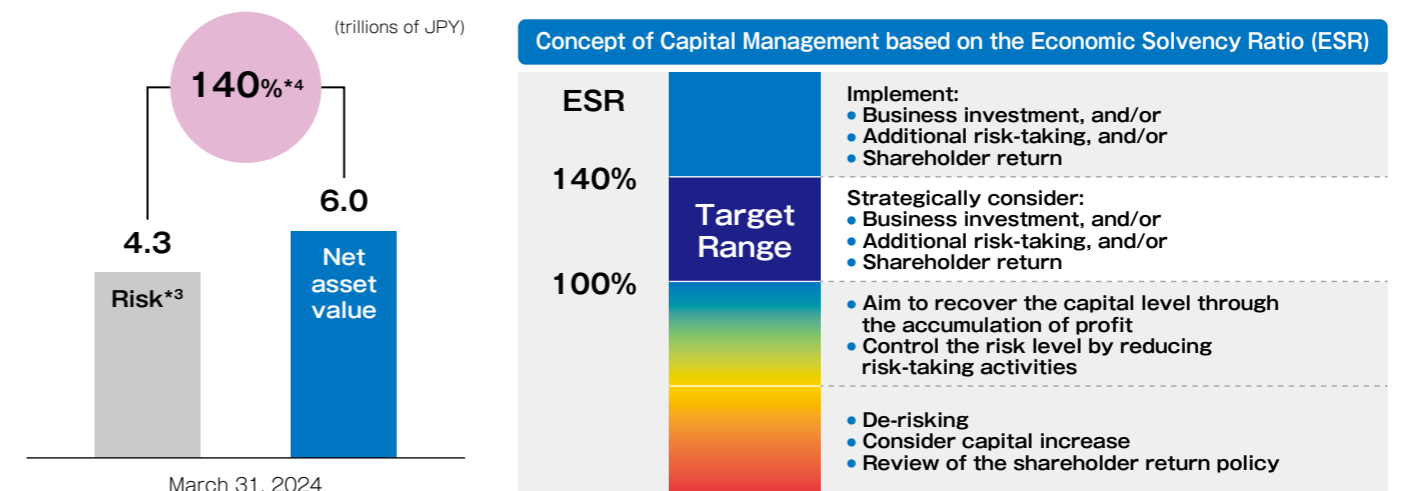 (trillions of JPY)
140%*4
6.0
4.3
Net
asset
value
Risk*3
March 31, 2024
Concept of Capital Management based on the Economic Solvency Ratio (ESR)
ESR
Implement:
• Business investment, and/or
• Additional risk-taking, and/or
• Shareholder return
140%
Target
Range
Strategically consider:
• Business investment, and/or
• Additional risk-taking, and/or
• Shareholder return
100%
• Aim to recover the capital level through
the accumulation of profit
• Control the risk level by reducing
risk-taking activities
• De-risking
• Consider capital increase
• Review of the shareholder return policy